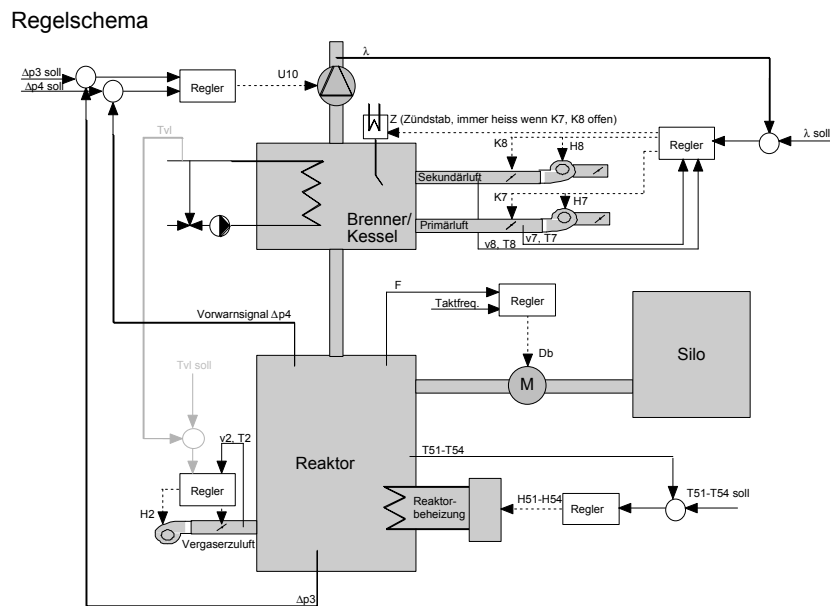 Regelschema
Δp3 soll
Δp4 soll
Regler
U10
λ
Z (Zündstab, immer heiss wenn K7, K8 offen)
Regler
λ soll
Tvl
K8
H8
Sekundärluft
K7
H7
Primärluft
Brenner/
Kessel
v7, T7
v8, T8
F
Regler
Taktfreq.
Vorwarnsignal Δp4
Db
M
Silo
Tvl soll
v2, T2
Reaktor
T51-T54
Regler
H2
Vergaserzuluft
Reaktor-
beheizung
H51-H54
Regler
T51-T54 soll
Δp3